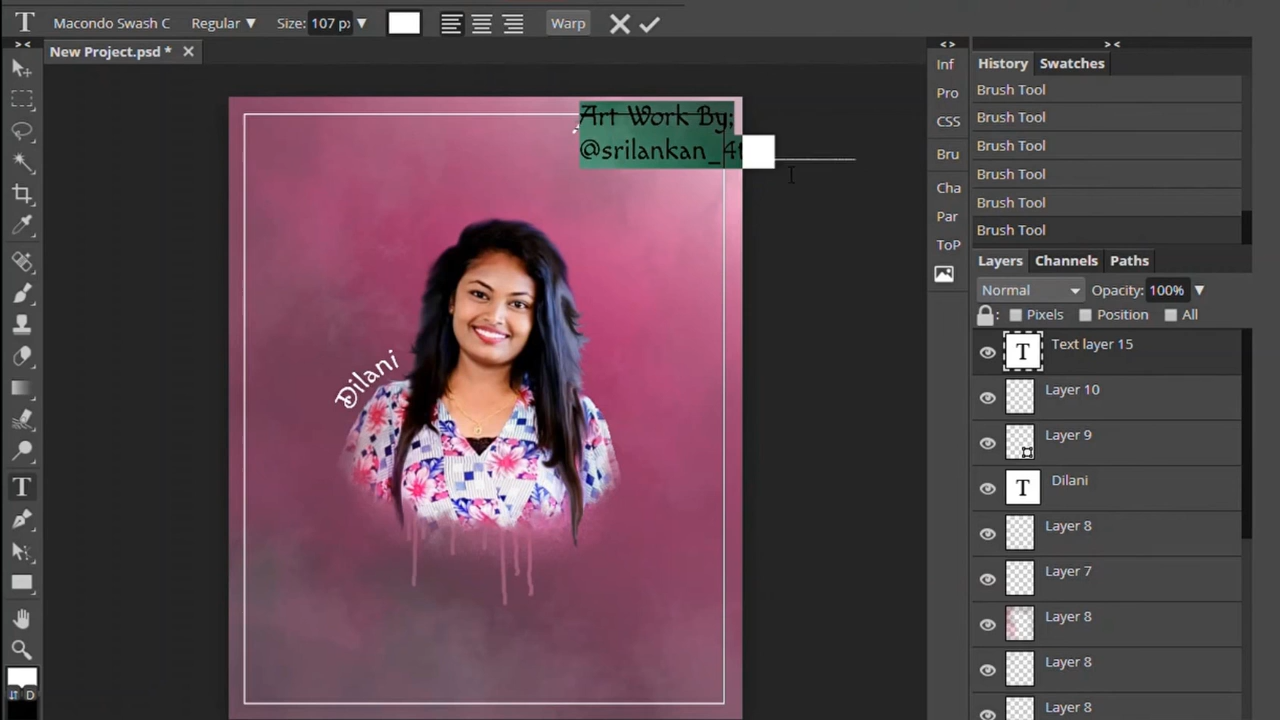 T Macondo Swash C Regular ▼ Size: 107 px ▼ Warp
New Project.psd *
Art Work By;
@srilankan_4
Dilani
Inf
Pro
CSS
Bru
Cha
Par
ToP
History Swatches
Brush Tool
Brush Tool
Brush Tool
Brush Tool
Brush Tool
Brush Tool
Layers Channels Paths
Normal Opacity: 100% ▼
: Pixels Position All
T Text layer 15
Layer 10
Layer 9
T Dilani
Layer 8
Layer 7
Layer 8
Layer 8
Layer 8
T
D